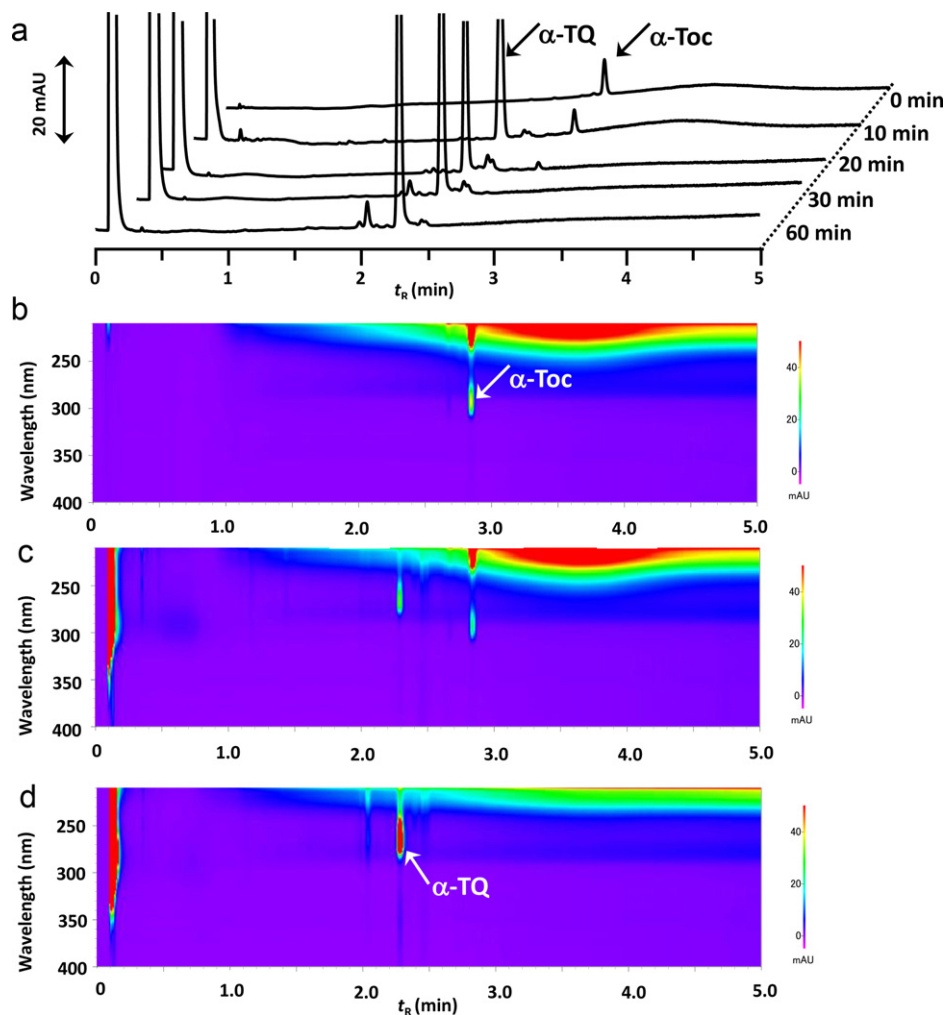 a
20 mAU
α-TQ
α-Toc
0 min
10 min
20 min
30 min
60 min
0 1 2 3 4 5
tR (min)
b
Wavelength (nm)
250
300
350
400
α-Toc
0 1.0 2.0 3.0 4.0 5.0
40
20
0
mAU
c
Wavelength (nm)
250
300
350
400
0 1.0 2.0 3.0 4.0 5.0
40
20
0
mAU
d
Wavelength (nm)
250
300
350
400
α-TQ
0 1.0 2.0 3.0 4.0 5.0
tR (min)
40
20
0
mAU